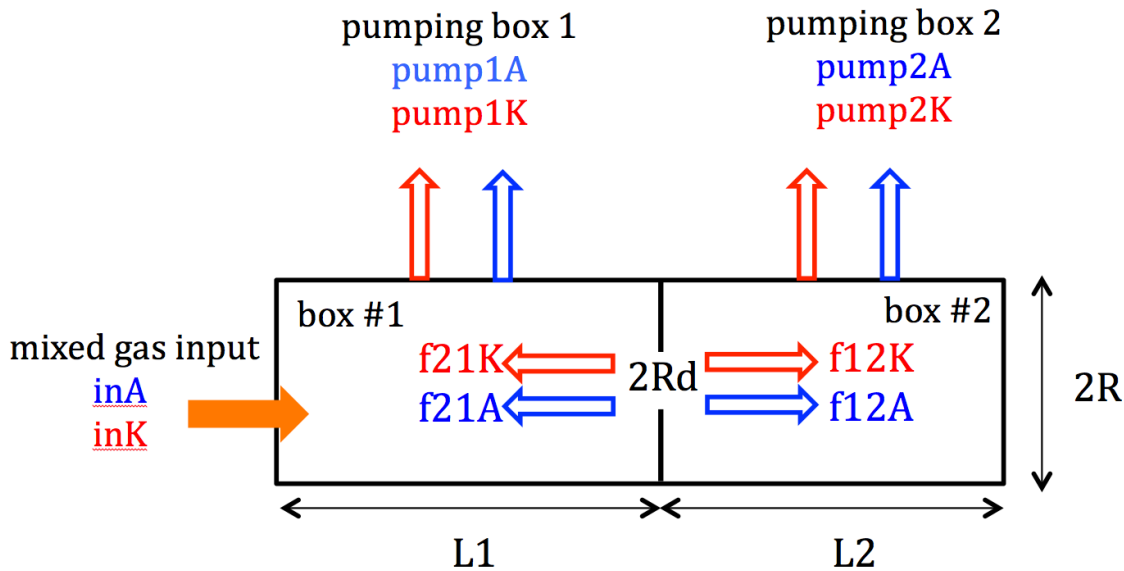 pumping box 1
pump1A
pump1K
pumping box 2
pump2A
pump2K
box #1
box #2
mixed gas input
inA
inK
f21K
f21A
2Rd
f12K
f12A
2R
L1
L2